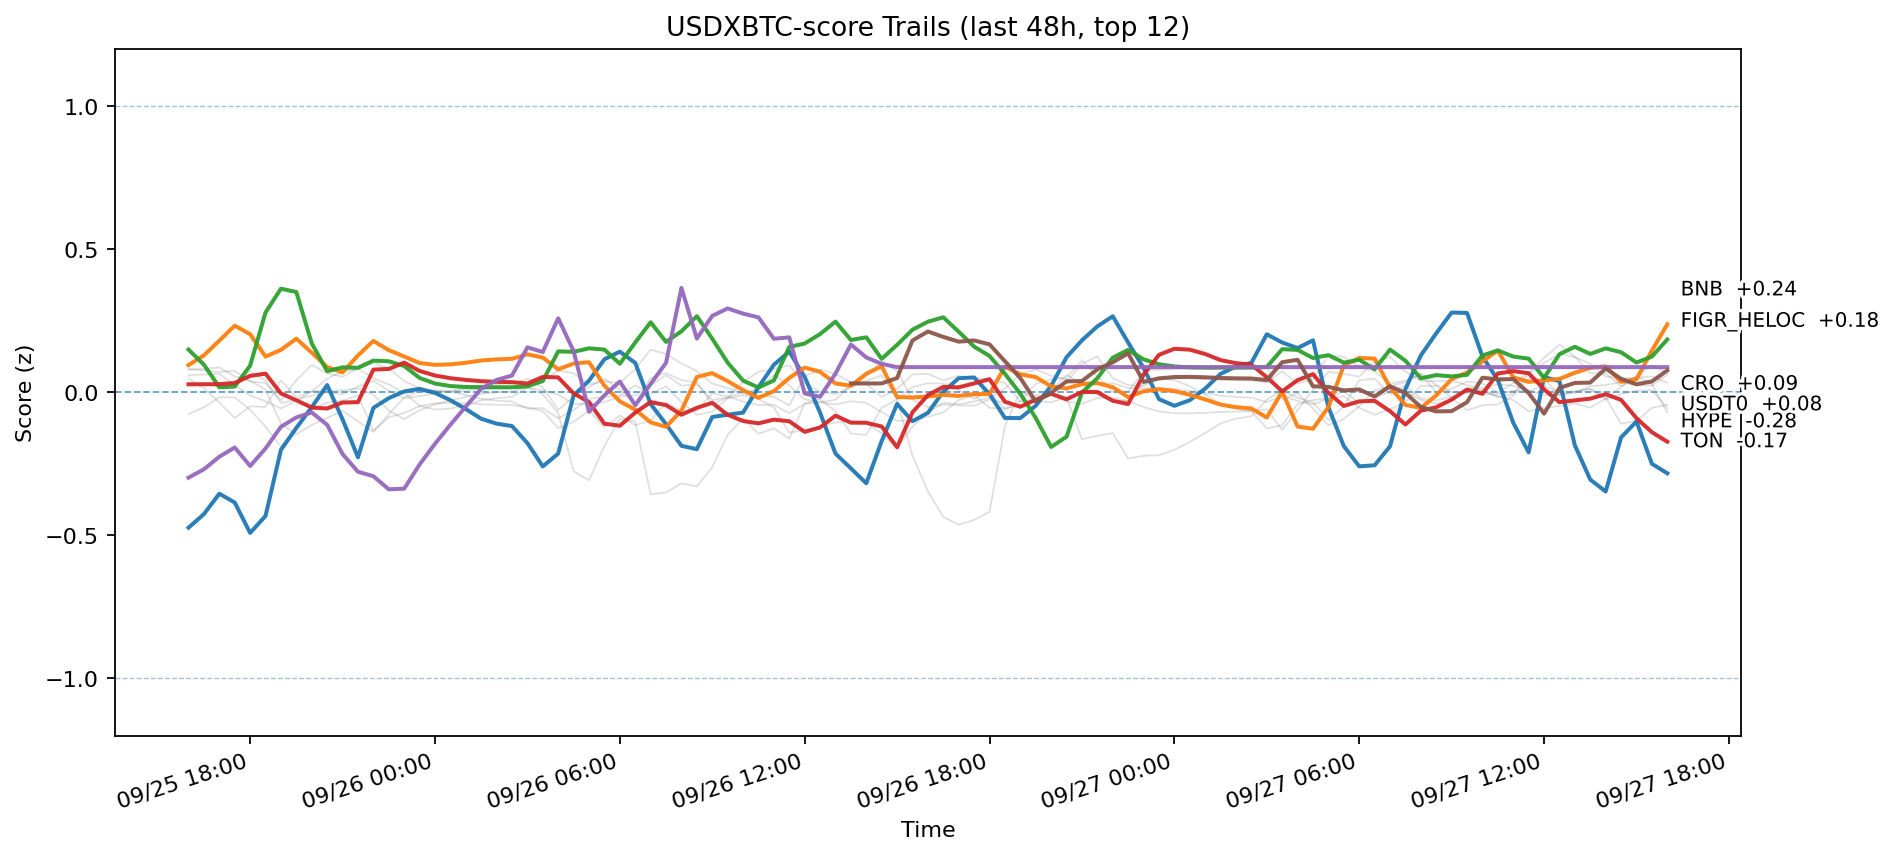 USDXBTC-score Trails (last 48h, top 12)
Score (z)
1.0
0.5
0.0
−0.5
−1.0
BNB +0.24
FIGR_HELOC +0.18
CRO +0.09
USDT0 +0.08
HYPE -0.28
TON -0.17
09/25 18:00
09/26 00:00
09/26 06:00
09/26 12:00
09/26 18:00
09/27 00:00
09/27 06:00
09/27 12:00
09/27 18:00
Time